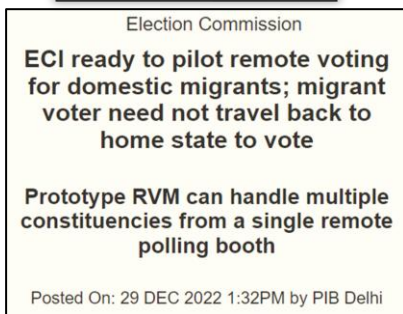 Election Commission
ECI ready to pilot remote voting
for domestic migrants; migrant
voter need not travel back to
home state to vote
Prototype RVM can handle multiple
constituencies from a single remote
polling booth
Posted On: 29 DEC 2022 1:32PM by PIB Delhi